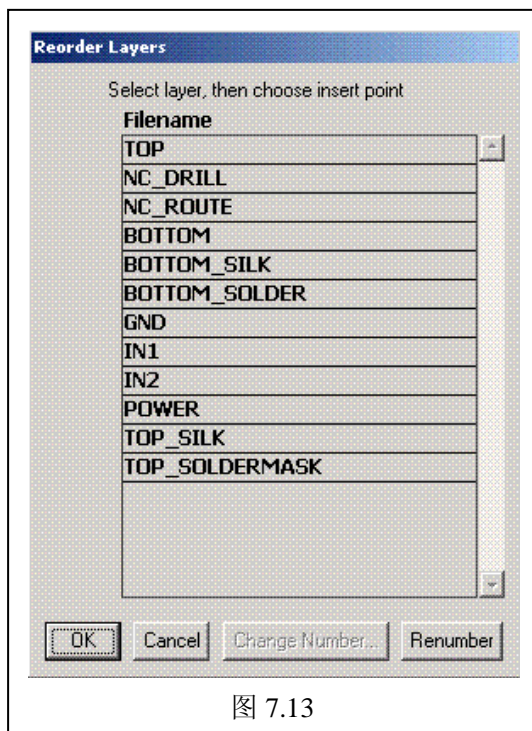 Reorder Layers
Select layer, then choose insert point
Filename
TOP
NC_DRILL
NC_ROUTE
BOTTOM
BOTTOM_SILK
BOTTOM_SOLDER
GND
IN1
IN2
POWER
TOP_SILK
TOP_SOLDERMASK
OK Cancel Change Number... Renumber
图 7.13